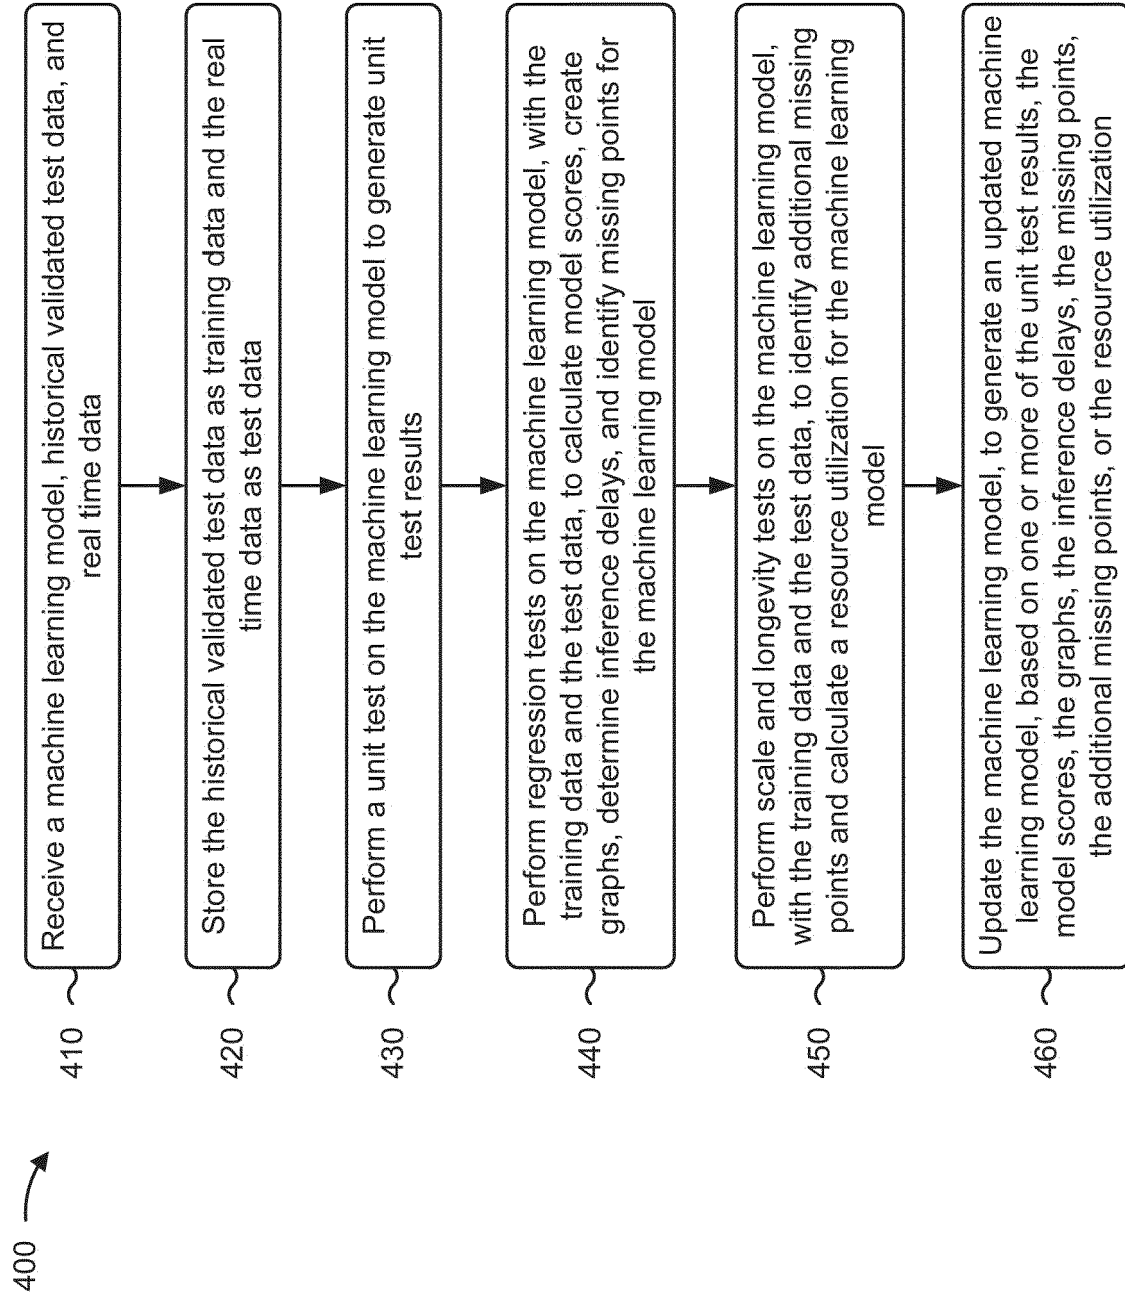 400
410
Receive a machine learning model, historical validated test data, and
real time data
420
Store the historical validated test data as training data and the real
time data as test data
430
Perform a unit test on the machine learning model to generate unit
test results
440
Perform regression tests on the machine learning model, with the
training data and the test data, to calculate model scores, create
graphs, determine inference delays, and identify missing points for
the machine learning model
450
Perform scale and longevity tests on the machine learning model,
with the training data and the test data, to identify additional missing
points and calculate a resource utilization for the machine learning
model
460
Update the machine learning model, to generate an updated machine
learning model, based on one or more of the unit test results, the
model scores, the graphs, the inference delays, the missing points,
the additional missing points, or the resource utilization